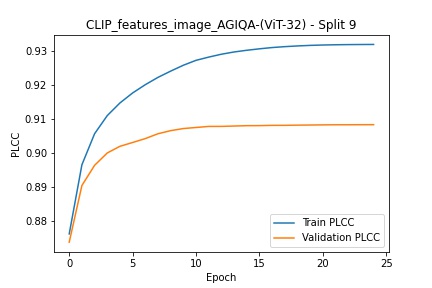 CLIP_features_image_AGIQA-(ViT-32) - Split 9
PLCC
0.93
0.92
0.91
0.90
0.89
0.88
Train PLCC
Validation PLCC
0 5 10 15 20 25
Epoch